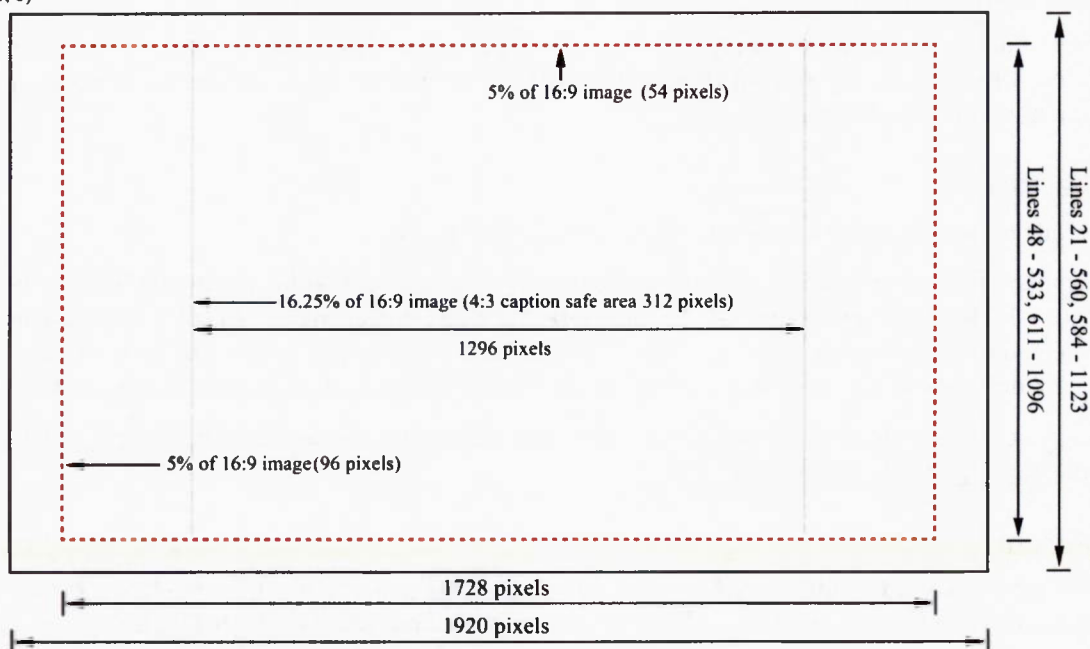 5% of 16:9 image (54 pixels)
16.25% of 16:9 image (4:3 caption safe area 312 pixels)
1296 pixels
5% of 16:9 image (96 pixels)
1728 pixels
1920 pixels
Lines 48 - 533, 611 - 1096
Lines 21 - 560, 584 - 1123